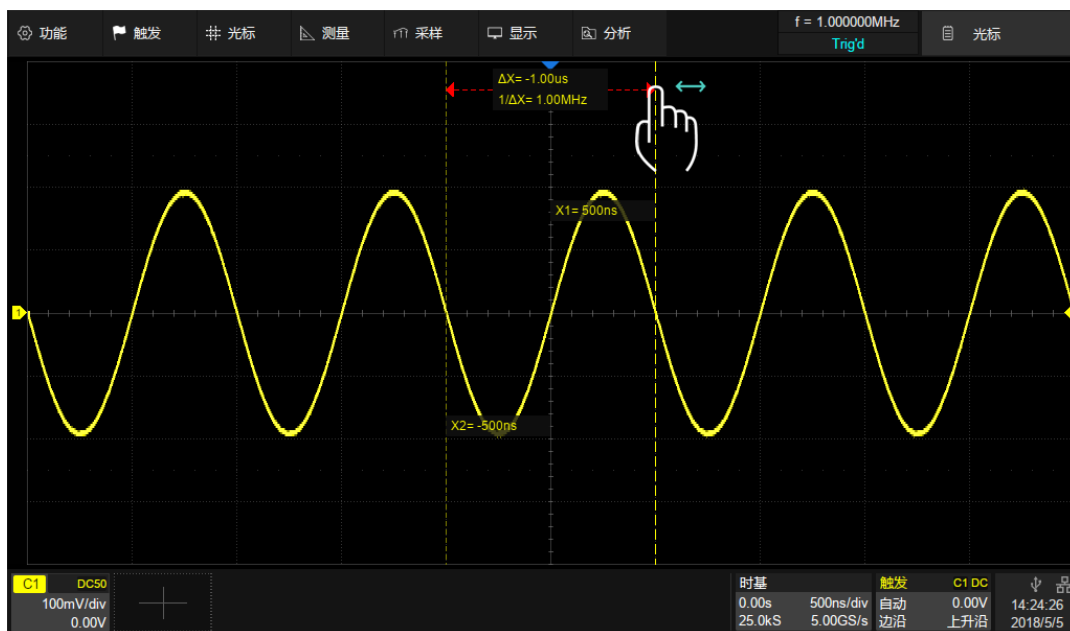 功能 触发 光标 测量 采样 显示 分析 f = 1.000000MHz 光标
Trig'd
ΔX= -1.00us
1/ΔX= 1.00MHz
X1= 500ns
1
X2= -500ns
C1 DC50 时基 触发 C1 DC
100mV/div 0.00s 500ns/div 自动 0.00V 14:24:26
0.00V 25.0kS 5.00GS/s 边沿 上升沿 2018/5/5